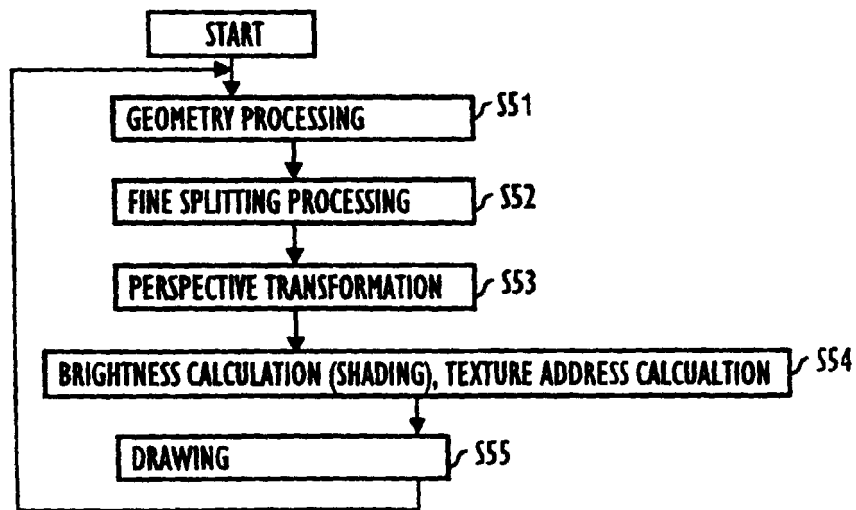 START
GEOMETRY PROCESSING
S51
FINE SPLITTING PROCESSING
S52
PERSPECTIVE TRANSFORMATION
S53
BRIGHTNESS CALCULATION (SHADING), TEXTURE ADDRESS CALCUALTION
S54
DRAWING
S55